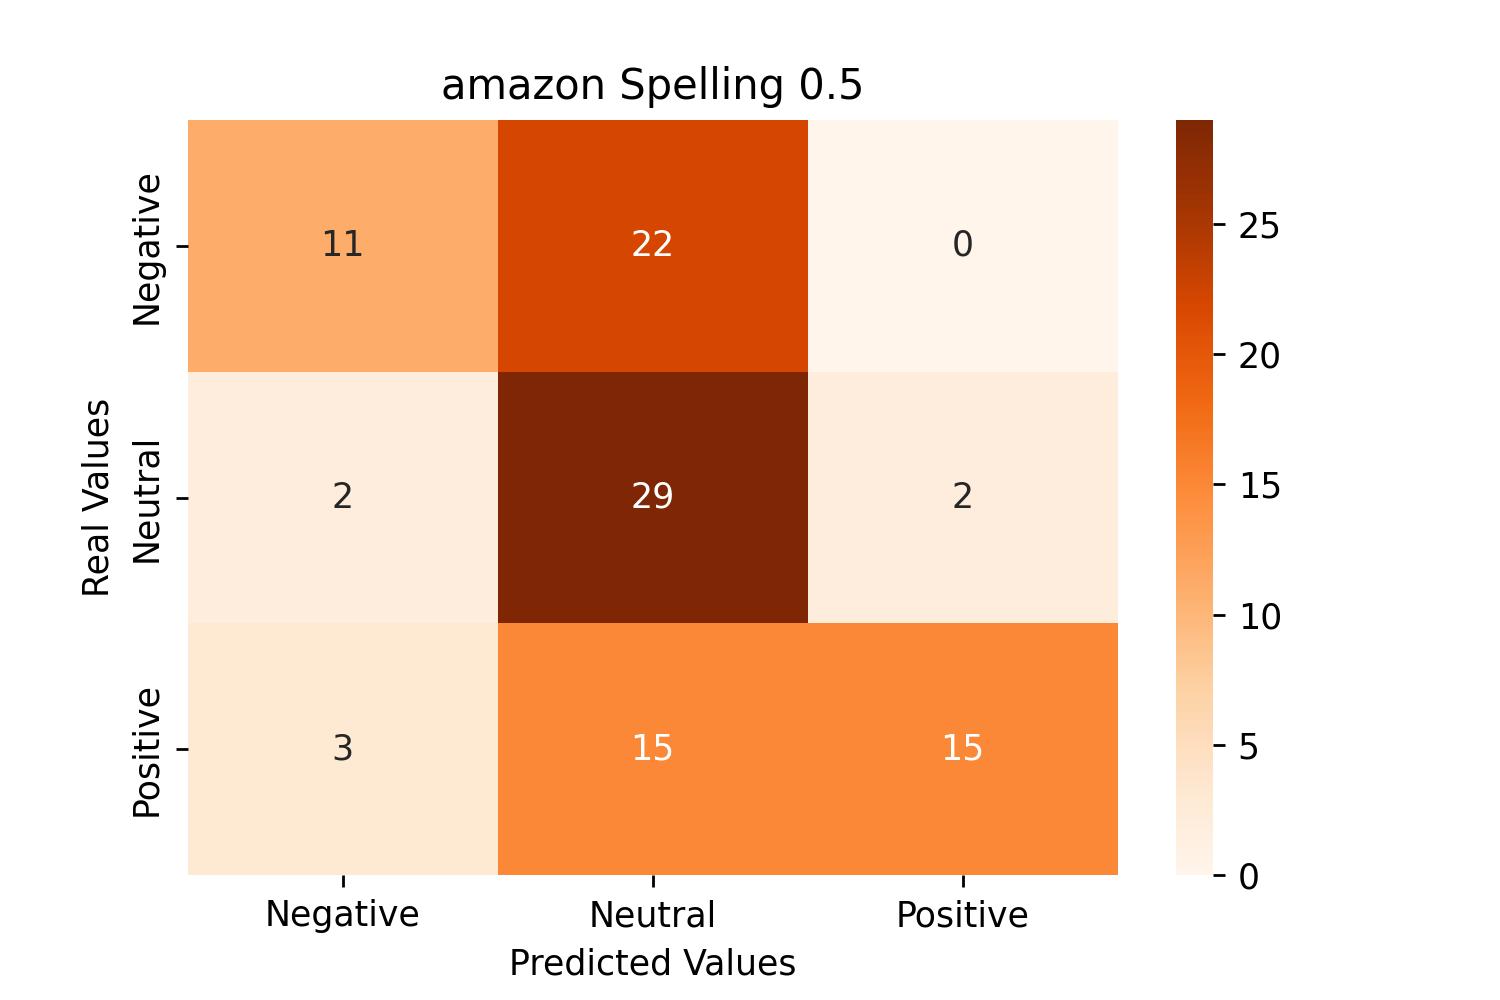 amazon Spelling 0.5
Real Values
Negative
11
22
0
Neutral
2
29
2
Positive
3
15
15
Negative
Neutral
Positive
Predicted Values
25
20
15
10
5
0